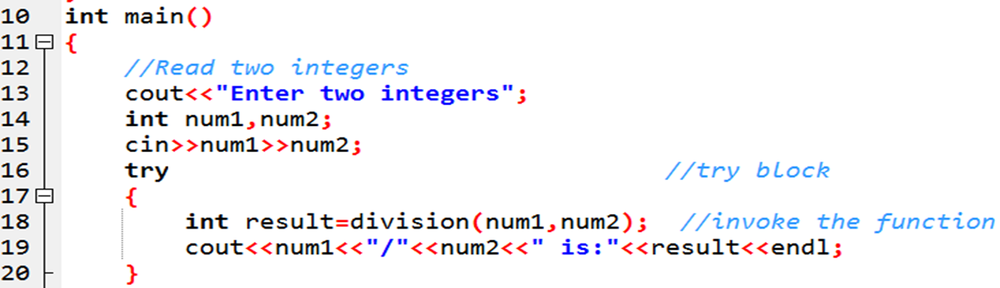 10 int main()
11 {
12 //Read two integers
13 cout<<"Enter two integers";
14 int num1,num2;
15 cin>>num1>>num2;
16 try //try block
17 {
18 int result=division(num1,num2); //invoke the function
19 cout<<num1<<"/"<<num2<<" is:"<<result<<endl;
20 }